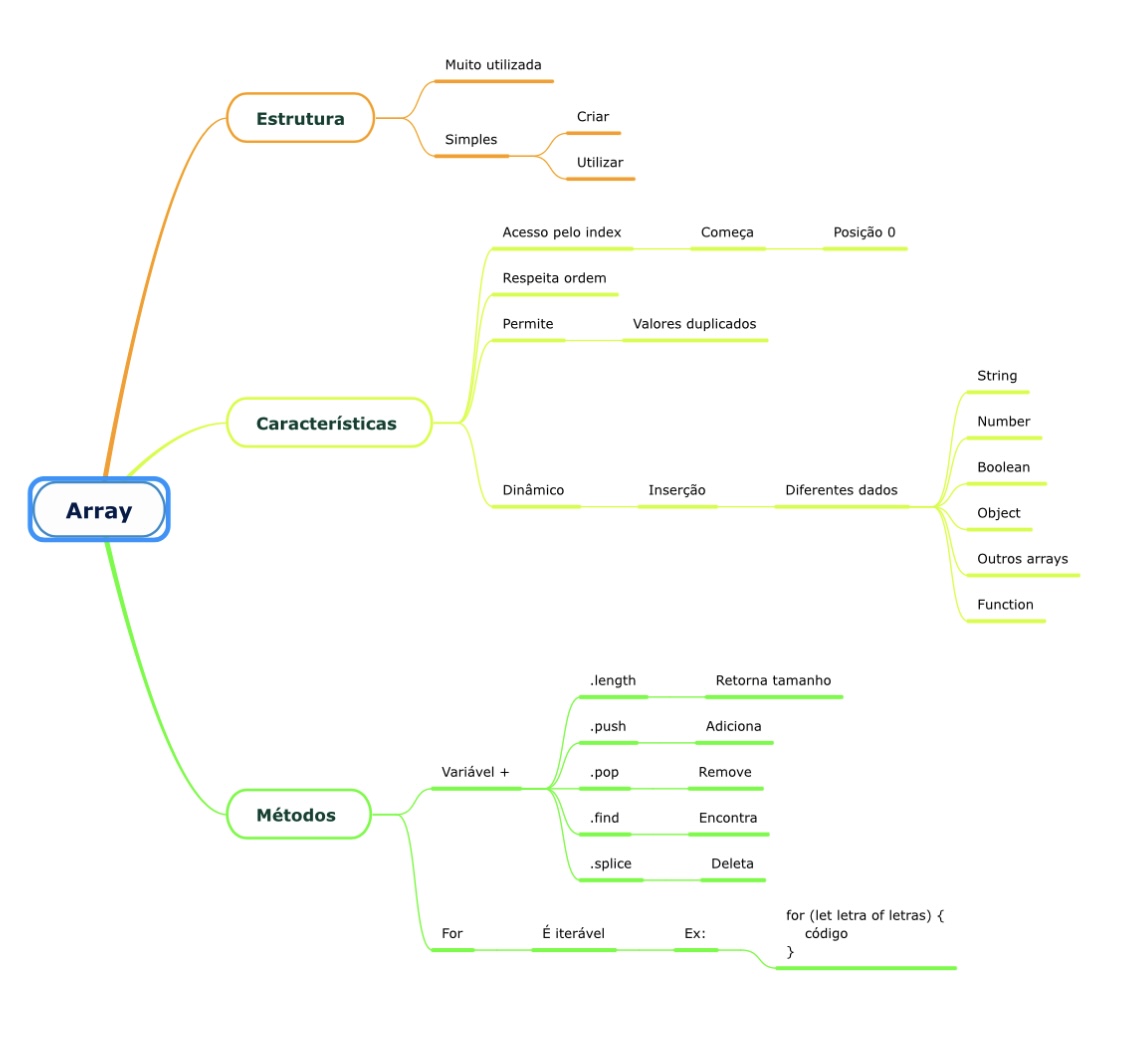 Array
Estrutura
Muito utilizada
Simples
Criar
Utilizar
Características
Acesso pelo index
Começa
Posição 0
Respeita ordem
Permite
Valores duplicados
Dinâmico
Inserção
Diferentes dados
String
Number
Boolean
Object
Outros arrays
Function
Métodos
Variável +
.length
Retorna tamanho
.push
Adiciona
.pop
Remove
.find
Encontra
.splice
Deleta
For
É iterável
Ex:
for (let letra of letras) {
código
}